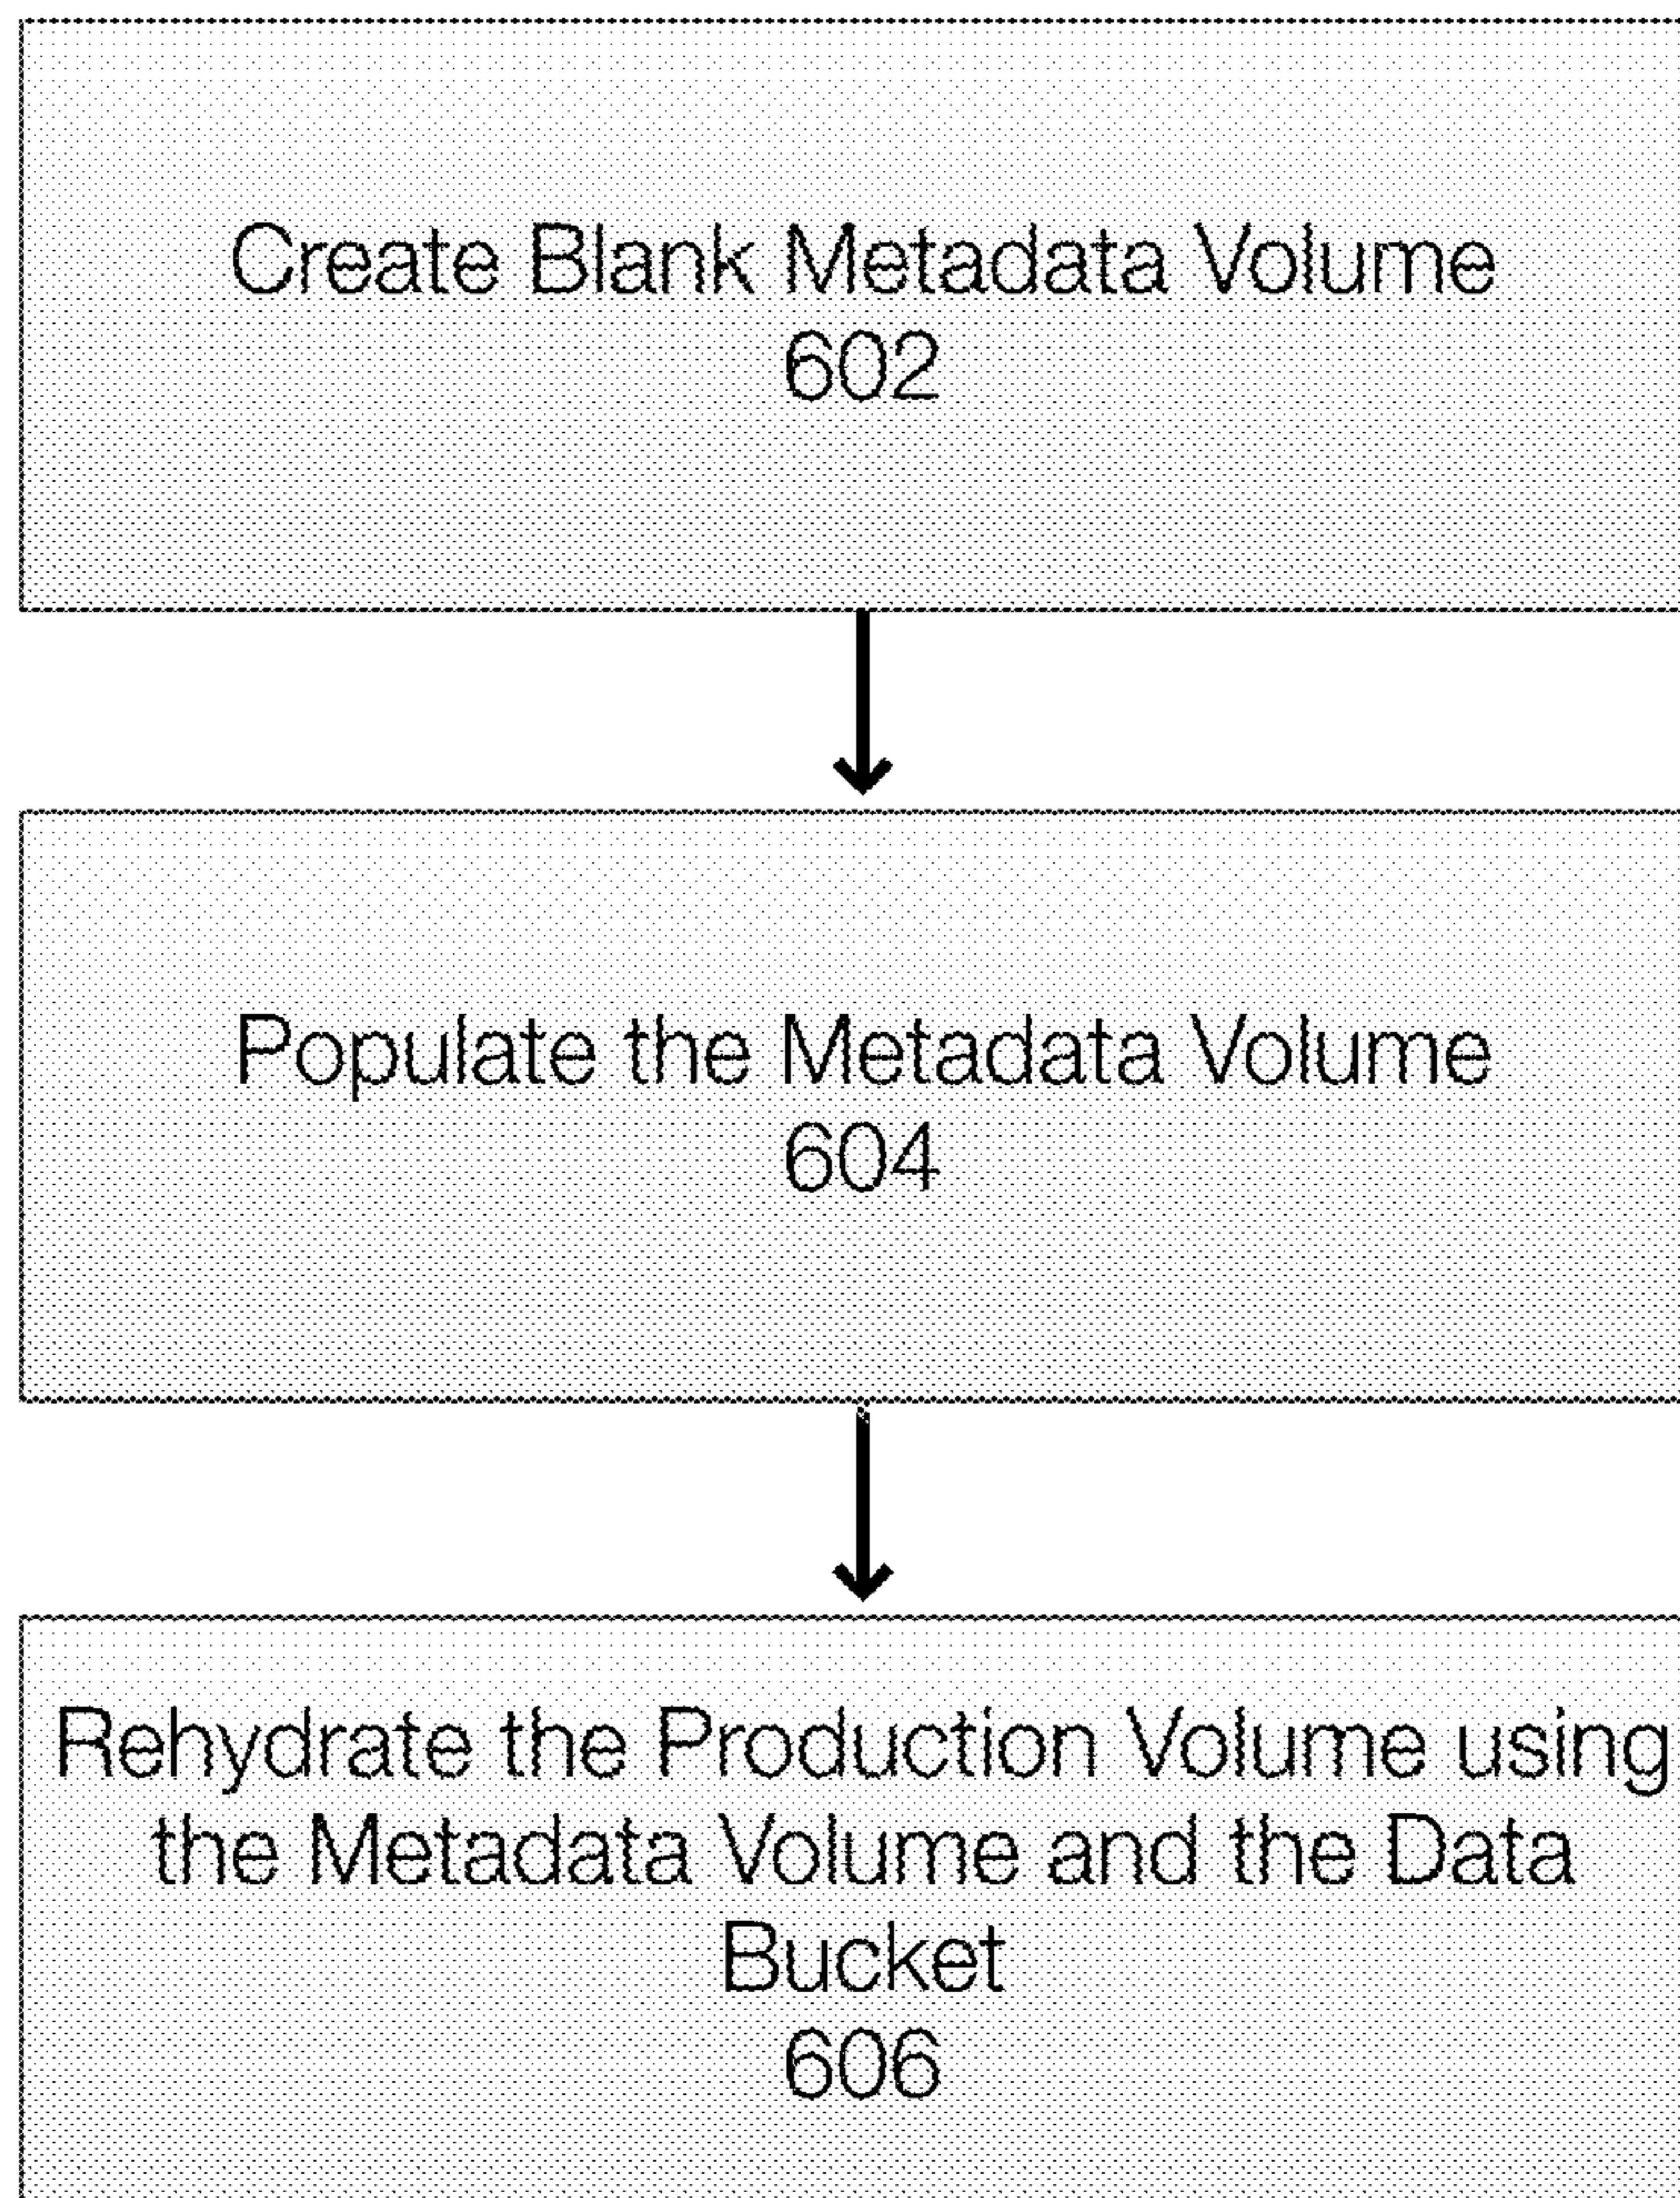 Create Blank Metadata Volume
602
Populate the Metadata Volume
604
Rehydrate the Production Volume using
the Metadata Volume and the Data
Bucket
606